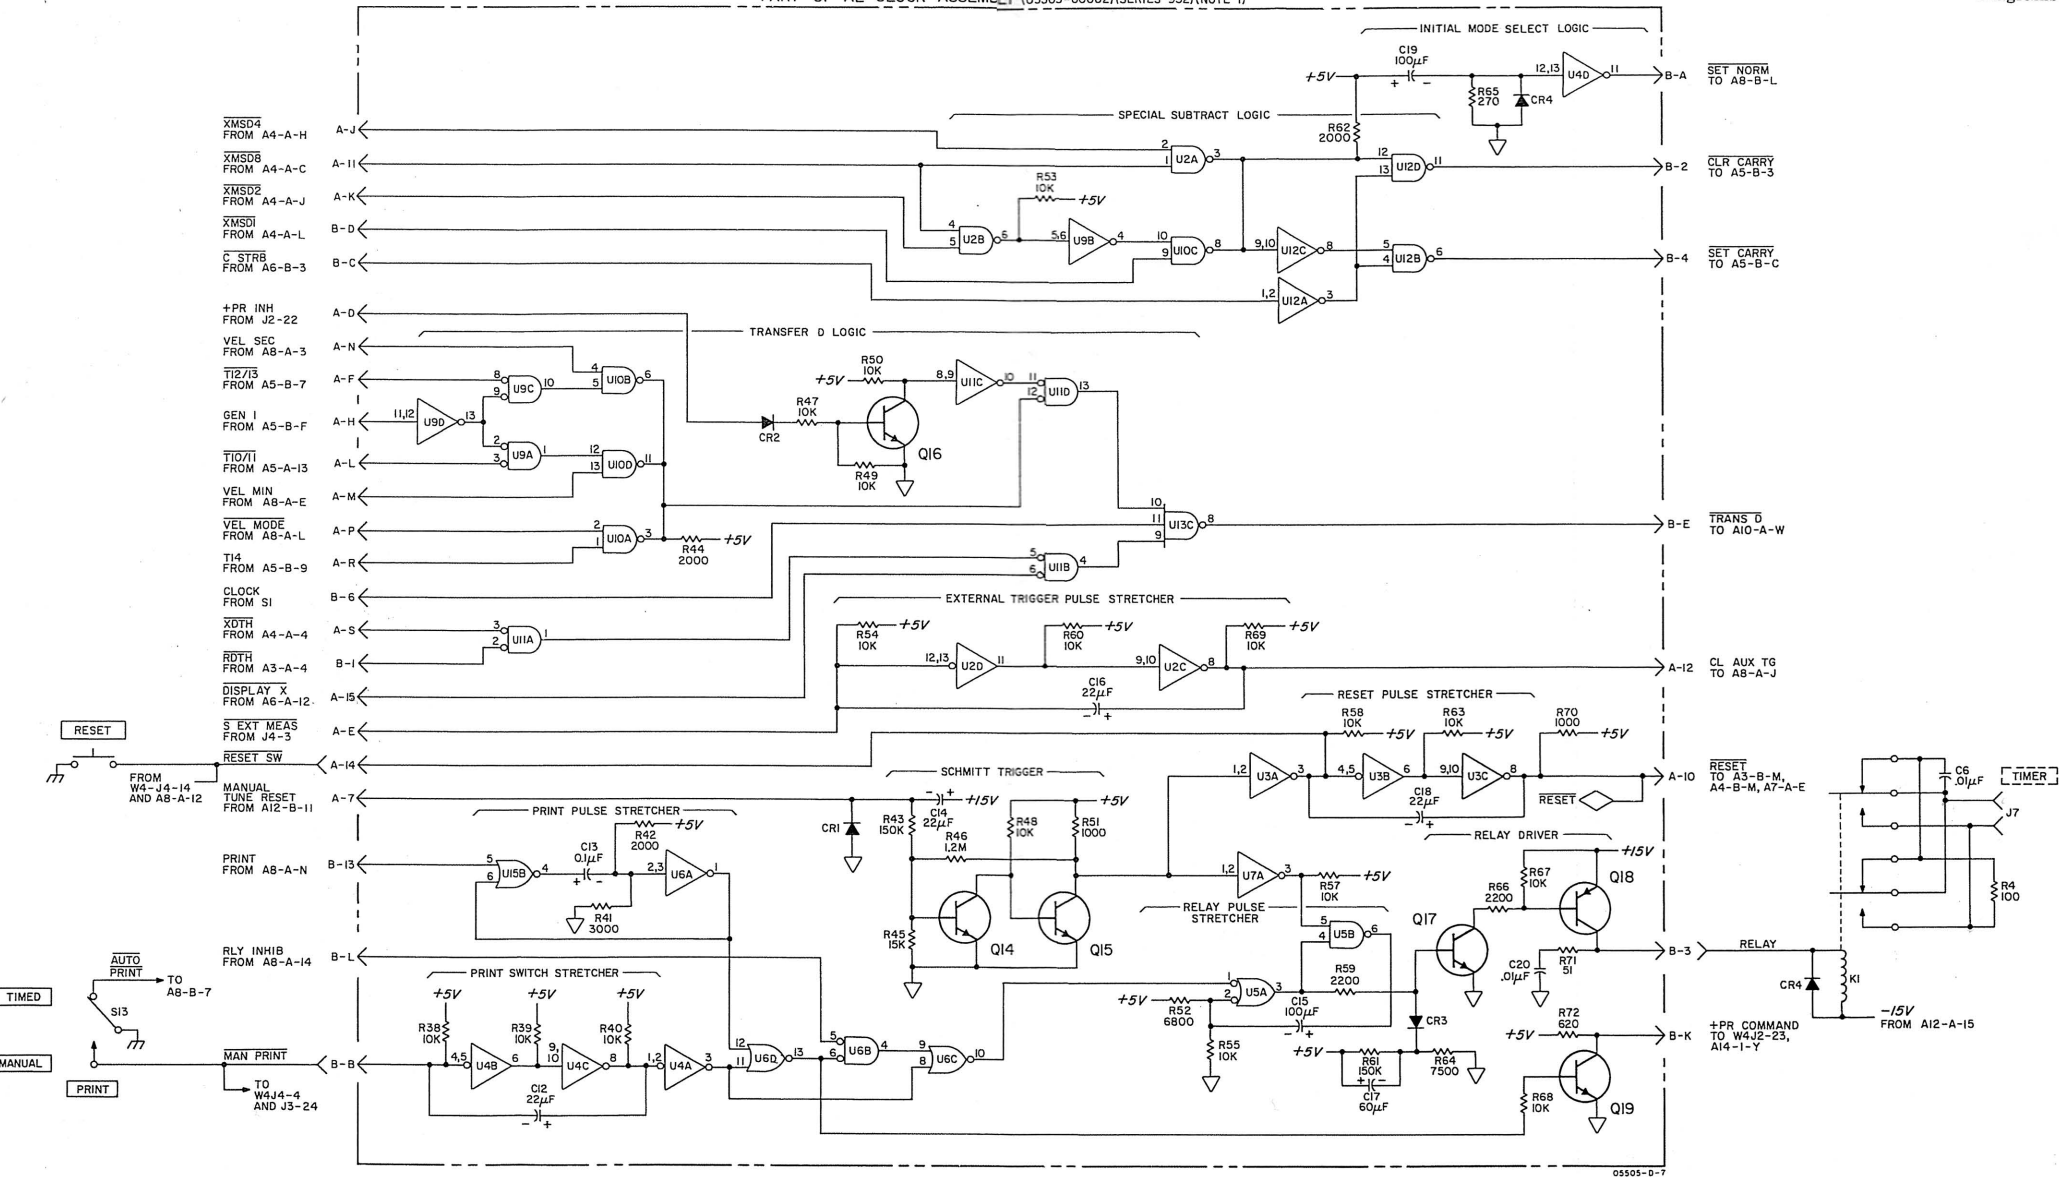 PART OF A2 CLOCK ASSEMBLY (05505-60002)(SERIES 952)(NOTE 1)
INITIAL MODE SELECT LOGIC
C19
100µF
+5V
+ −
12,13 U4D 11
B-A
SET NORM
TO A8-B-L
R65
270
CR4
SPECIAL SUBTRACT LOGIC
R62
2000
XMSD4
FROM A4-A-H
A-J
2
1
U2A 3
12
13
U12D 11
B-2
CLR CARRY
TO A5-B-3
XMSD8
FROM A4-A-C
A-11
XMSD2
FROM A4-A-J
A-K
R53
10K
+5V
XMSD1
FROM A4-A-L
B-D
4
5
U2B 6
5,6 U9B 4
10
9
U10C 8
9,10 U12C 8
5
4
U12B 6
B-4
SET CARRY
TO A5-B-C
C STRB
FROM A6-B-3
B-C
1,2 U12A 3
+PR INH
FROM J2-22
A-D
TRANSFER D LOGIC
VEL SEC
FROM A8-A-3
A-N
T12/13
FROM A5-B-7
A-F
8
9
U9C 10
4
5
U10B 6
+5V
R50
10K
8,9 U11C 10
11
12
U11D 13
GEN 1
FROM A5-B-F
A-H
11,12 U9D 13
CR2
R47
10K
Q16
R49
10K
T10/11
FROM A5-A-13
A-L
2
3
U9A 1
12
13
U10D 11
VEL MIN
FROM A8-A-E
A-M
VEL MODE
FROM A8-A-L
A-P
2
1
U10A 3
R44
2000
+5V
10
11
9
U13C 8
B-E
TRANS D
TO A10-A-W
T14
FROM A5-B-9
A-R
5
6
U11B 4
CLOCK
FROM S1
B-6
EXTERNAL TRIGGER PULSE STRETCHER
XDTH
FROM A4-A-4
A-S
3
2
U11A 1
RDTH
FROM A3-A-4
B-1
R54
10K
+5V
R60
10K
+5V
R69
10K
+5V
12,13 U2D 11
9,10 U2C 8
A-12
CL AUX TG
TO A8-A-J
DISPLAY X
FROM A6-A-12
A-15
C16
22µF
− +
S EXT MEAS
FROM J4-3
A-E
RESET PULSE STRETCHER
R58
10K
+5V
R63
10K
+5V
R70
1000
+5V
RESET
RESET SW
A-14
FROM
W4-J4-14
AND A8-A-12
MANUAL
TUNE RESET
FROM A12-B-11
A-7
SCHMITT TRIGGER
1,2 U3A 3
4,5 U3B 6
9,10 U3C 8
A-10
RESET
TO A3-B-M,
A4-B-M, A7-A-E
C18
22µF
− +
RESET
C6
.01µF
TIMER
J7
PRINT PULSE STRETCHER
CR1
R43
150K
− +
+15V
C14
22µF
R46
1.2M
R48
10K
R51
1000
+5V
RELAY DRIVER
PRINT
FROM A8-A-N
B-13
5
6
U15B 4
C13
0.1µF
+ −
R42
2000
+5V
2,3 U6A 1
R41
3000
1,2 U7A 3
R57
10K
+5V
RELAY PULSE
STRETCHER
5
4
U5B 6
+15V
R67
10K
Q18
R66
2200
Q17
R4
100
R45
15K
Q14
Q15
RLY INHIB
FROM A8-A-14
B-L
C20
.01µF
R71
51
B-3
RELAY
K1
CR4
−15V
FROM A12-A-15
AUTO
PRINT
TO
A8-B-7
TIMED
S13
PRINT SWITCH STRETCHER
+5V
+5V
+5V
R38
10K
R39
10K
R40
10K
+5V
R52
6800
1
2
U5A 3
R59
2200
C15
100µF
− +
R55
10K
CR3
+5V
R61
150K
R64
7500
+ −
C17
60µF
R72
620
+5V
B-K
+PR COMMAND
TO W4J2-23,
A14-1-Y
MANUAL
PRINT
MAN PRINT
B-B
TO
W4J4-4
AND J3-24
4,5 U4B 6
9,
10 U4C 8
1,2 U4A 3
C12
22µF
− +
12
11
U6D 13
5
6
U6B 4
9
8
U6C 10
R68
10K
Q19
05505-D-7